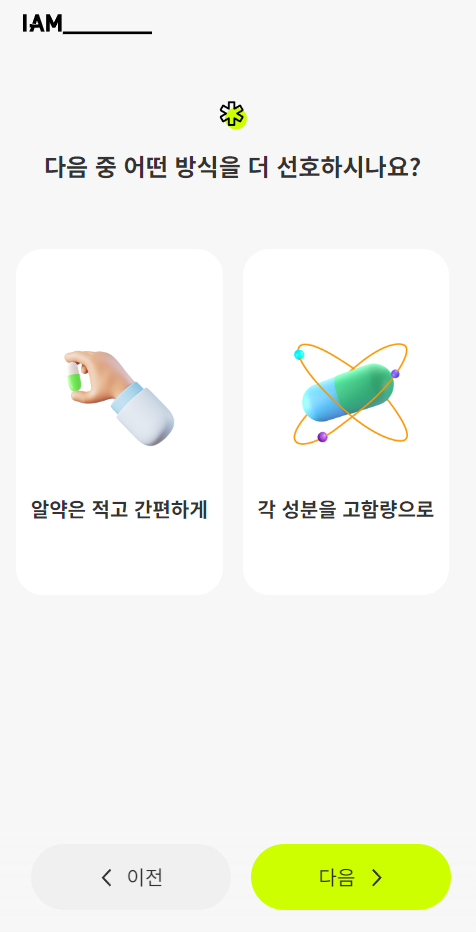 IAM
다음 중 어떤 방식을 더 선호하시나요?
알약은 적고 간편하게
각 성분을 고함량으로
이전
다음